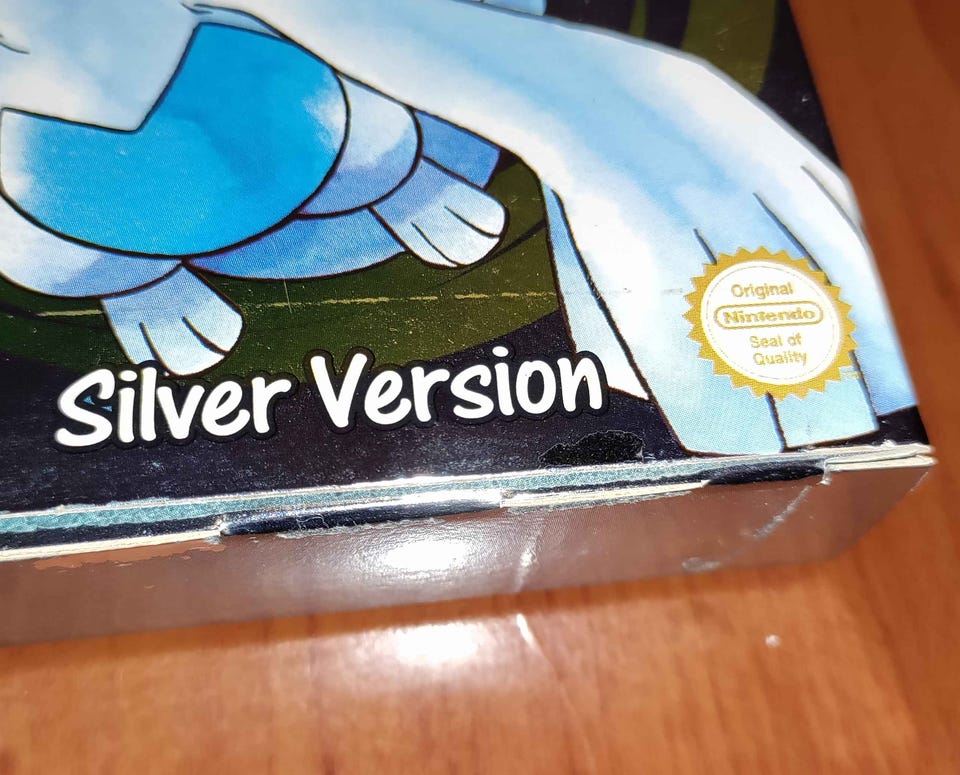 Original
Nintendo
Seal of
Quality
Silver Version